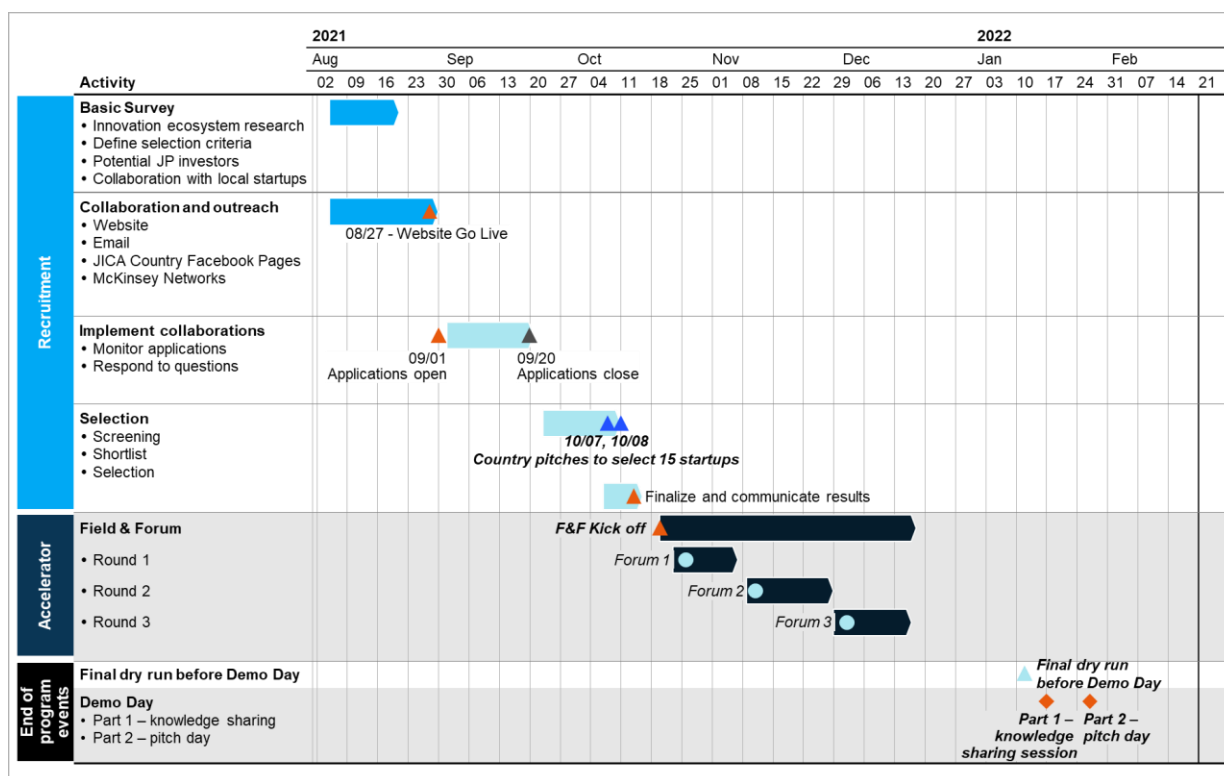 2021 2022
Aug Sep Oct Nov Dec Jan Feb
Activity 02 09 16 23 30 06 13 20 27 04 11 18 25 01 08 15 22 29 06 13 20 27 03 10 17 24 31 07 14 21
Recruitment
Basic Survey
• Innovation ecosystem research
• Define selection criteria
• Potential JP investors
• Collaboration with local startups
Collaboration and outreach
• Website
• Email
• JICA Country Facebook Pages
• McKinsey Networks
08/27 - Website Go Live
Implement collaborations
• Monitor applications
• Respond to questions
09/01
Applications open
09/20
Applications close
Selection
• Screening
• Shortlist
• Selection
10/07, 10/08
Country pitches to select 15 startups
Finalize and communicate results
Accelerator
Field & Forum
F&F Kick off
• Round 1
Forum 1
• Round 2
Forum 2
• Round 3
Forum 3
End of
program
events
Final dry run before Demo Day
Final dry run
before Demo Day
Demo Day
• Part 1 – knowledge sharing
• Part 2 – pitch day
Part 1 –
knowledge
sharing session
Part 2 –
pitch day